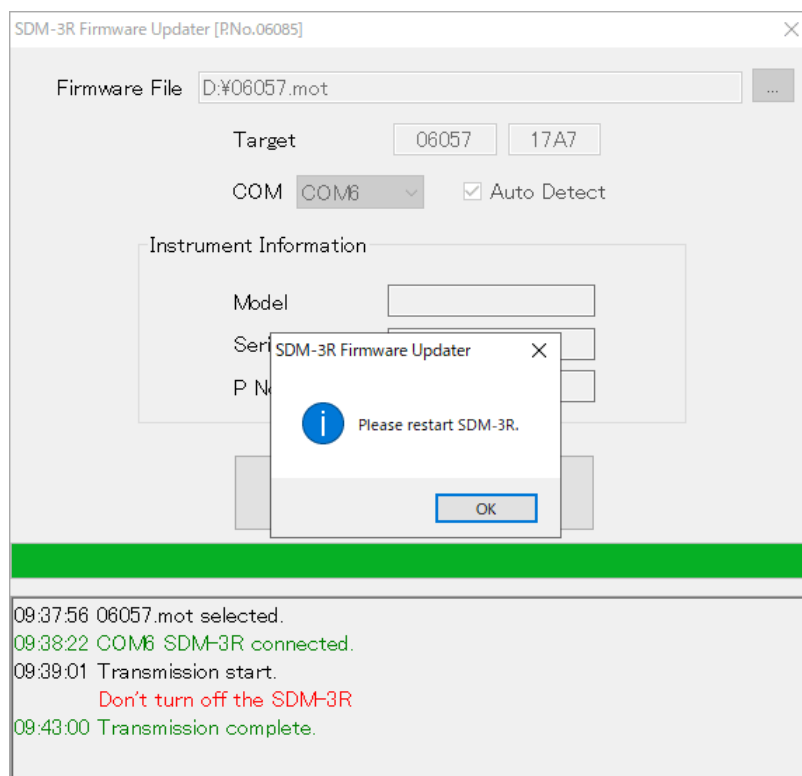 SDM-3R Firmware Updater [P.No.06085]
Firmware File D:¥06057.mot ...
Target 06057 17A7
COM COM6 Auto Detect
Instrument Information
Model
Seri
P No
SDM-3R Firmware Updater
Please restart SDM-3R.
OK
09:37:56 06057.mot selected.
09:38:22 COM6 SDM-3R connected.
09:39:01 Transmission start.
Don't turn off the SDM-3R
09:43:00 Transmission complete.